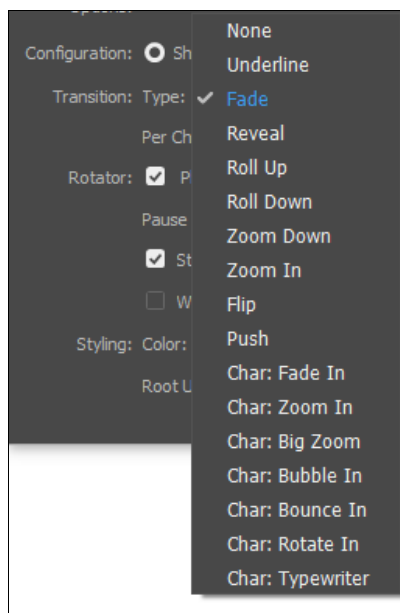 None
Configuration: Sh
Underline
Transition: Type: Fade
Per Ch
Reveal
Roll Up
Rotator:
Roll Down
Pause
Zoom Down
St
Zoom In
W
Flip
Styling: Color:
Push
Root U
Char: Fade In
Char: Zoom In
Char: Big Zoom
Char: Bubble In
Char: Bounce In
Char: Rotate In
Char: Typewriter